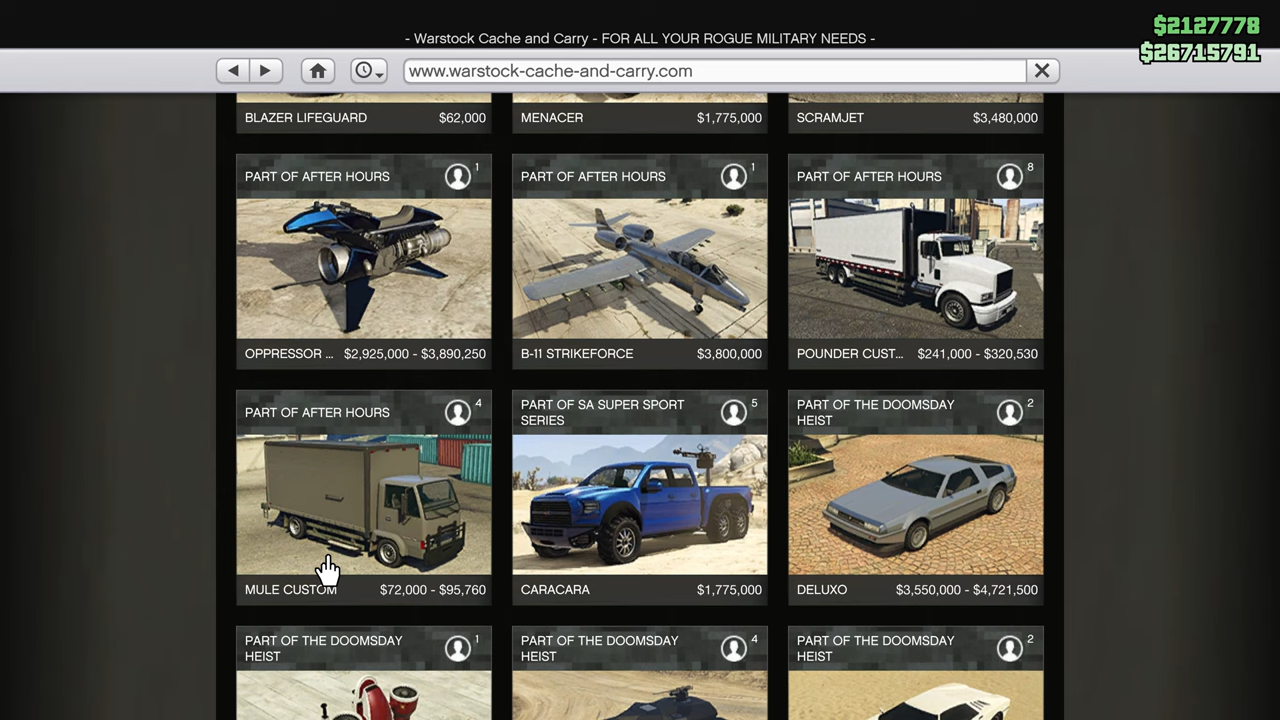 $2127778
- Warstock Cache and Carry - FOR ALL YOUR ROGUE MILITARY NEEDS -
$26715791
www.warstock-cache-and-carry.com
BLAZER LIFEGUARD $62,000
MENACER $1,775,000
SCRAMJET $3,480,000
PART OF AFTER HOURS 1
PART OF AFTER HOURS 1
PART OF AFTER HOURS 8
OPPRESSOR ... $2,925,000 - $3,890,250
B-11 STRIKEFORCE $3,800,000
POUNDER CUST... $241,000 - $320,530
PART OF AFTER HOURS 4
PART OF SA SUPER SPORT
SERIES 5
PART OF THE DOOMSDAY
HEIST 2
MULE CUSTOM $72,000 - $95,760
CARACARA $1,775,000
DELUXO $3,550,000 - $4,721,500
PART OF THE DOOMSDAY
HEIST 1
PART OF THE DOOMSDAY
HEIST 4
PART OF THE DOOMSDAY
HEIST 2